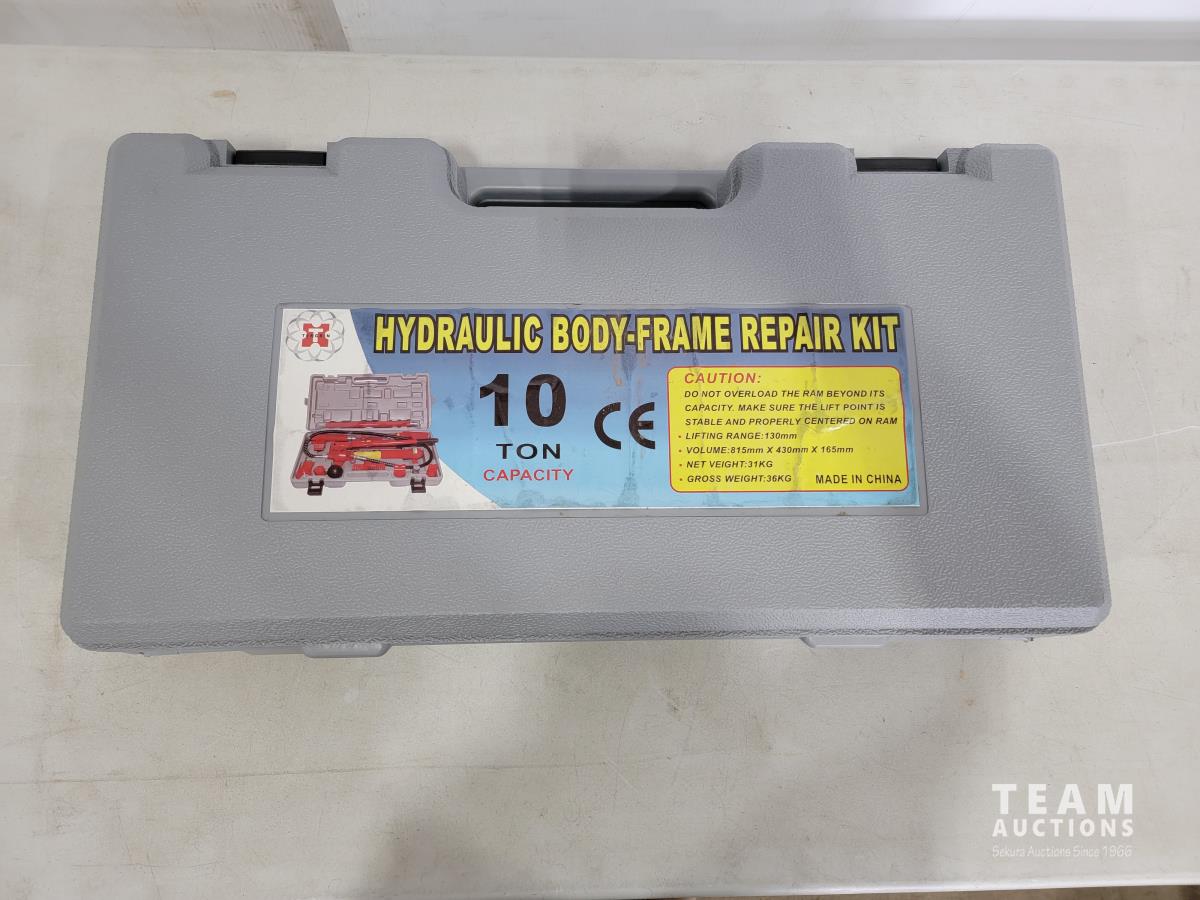 HYDRAULIC BODY-FRAME REPAIR KIT
10
TON
CAPACITY
CE
CAUTION:
DO NOT OVERLOAD THE RAM BEYOND ITS
CAPACITY. MAKE SURE THE LIFT POINT IS
STABLE AND PROPERLY CENTERED ON RAM
• LIFTING RANGE:130mm
• VOLUME:815mm X 430mm X 165mm
• NET VEIGHT:31KG
• GROSS WEIGHT:36KG MADE IN CHINA
TEAM
AUCTIONS
Sekura Auctions Since 1966